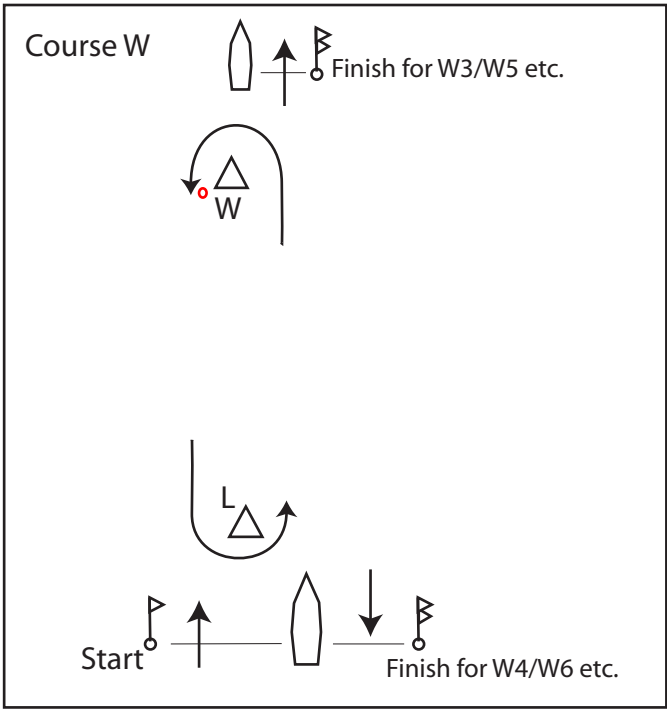 Course W
Finish for W3/W5 etc.
W
L
Start
Finish for W4/W6 etc.